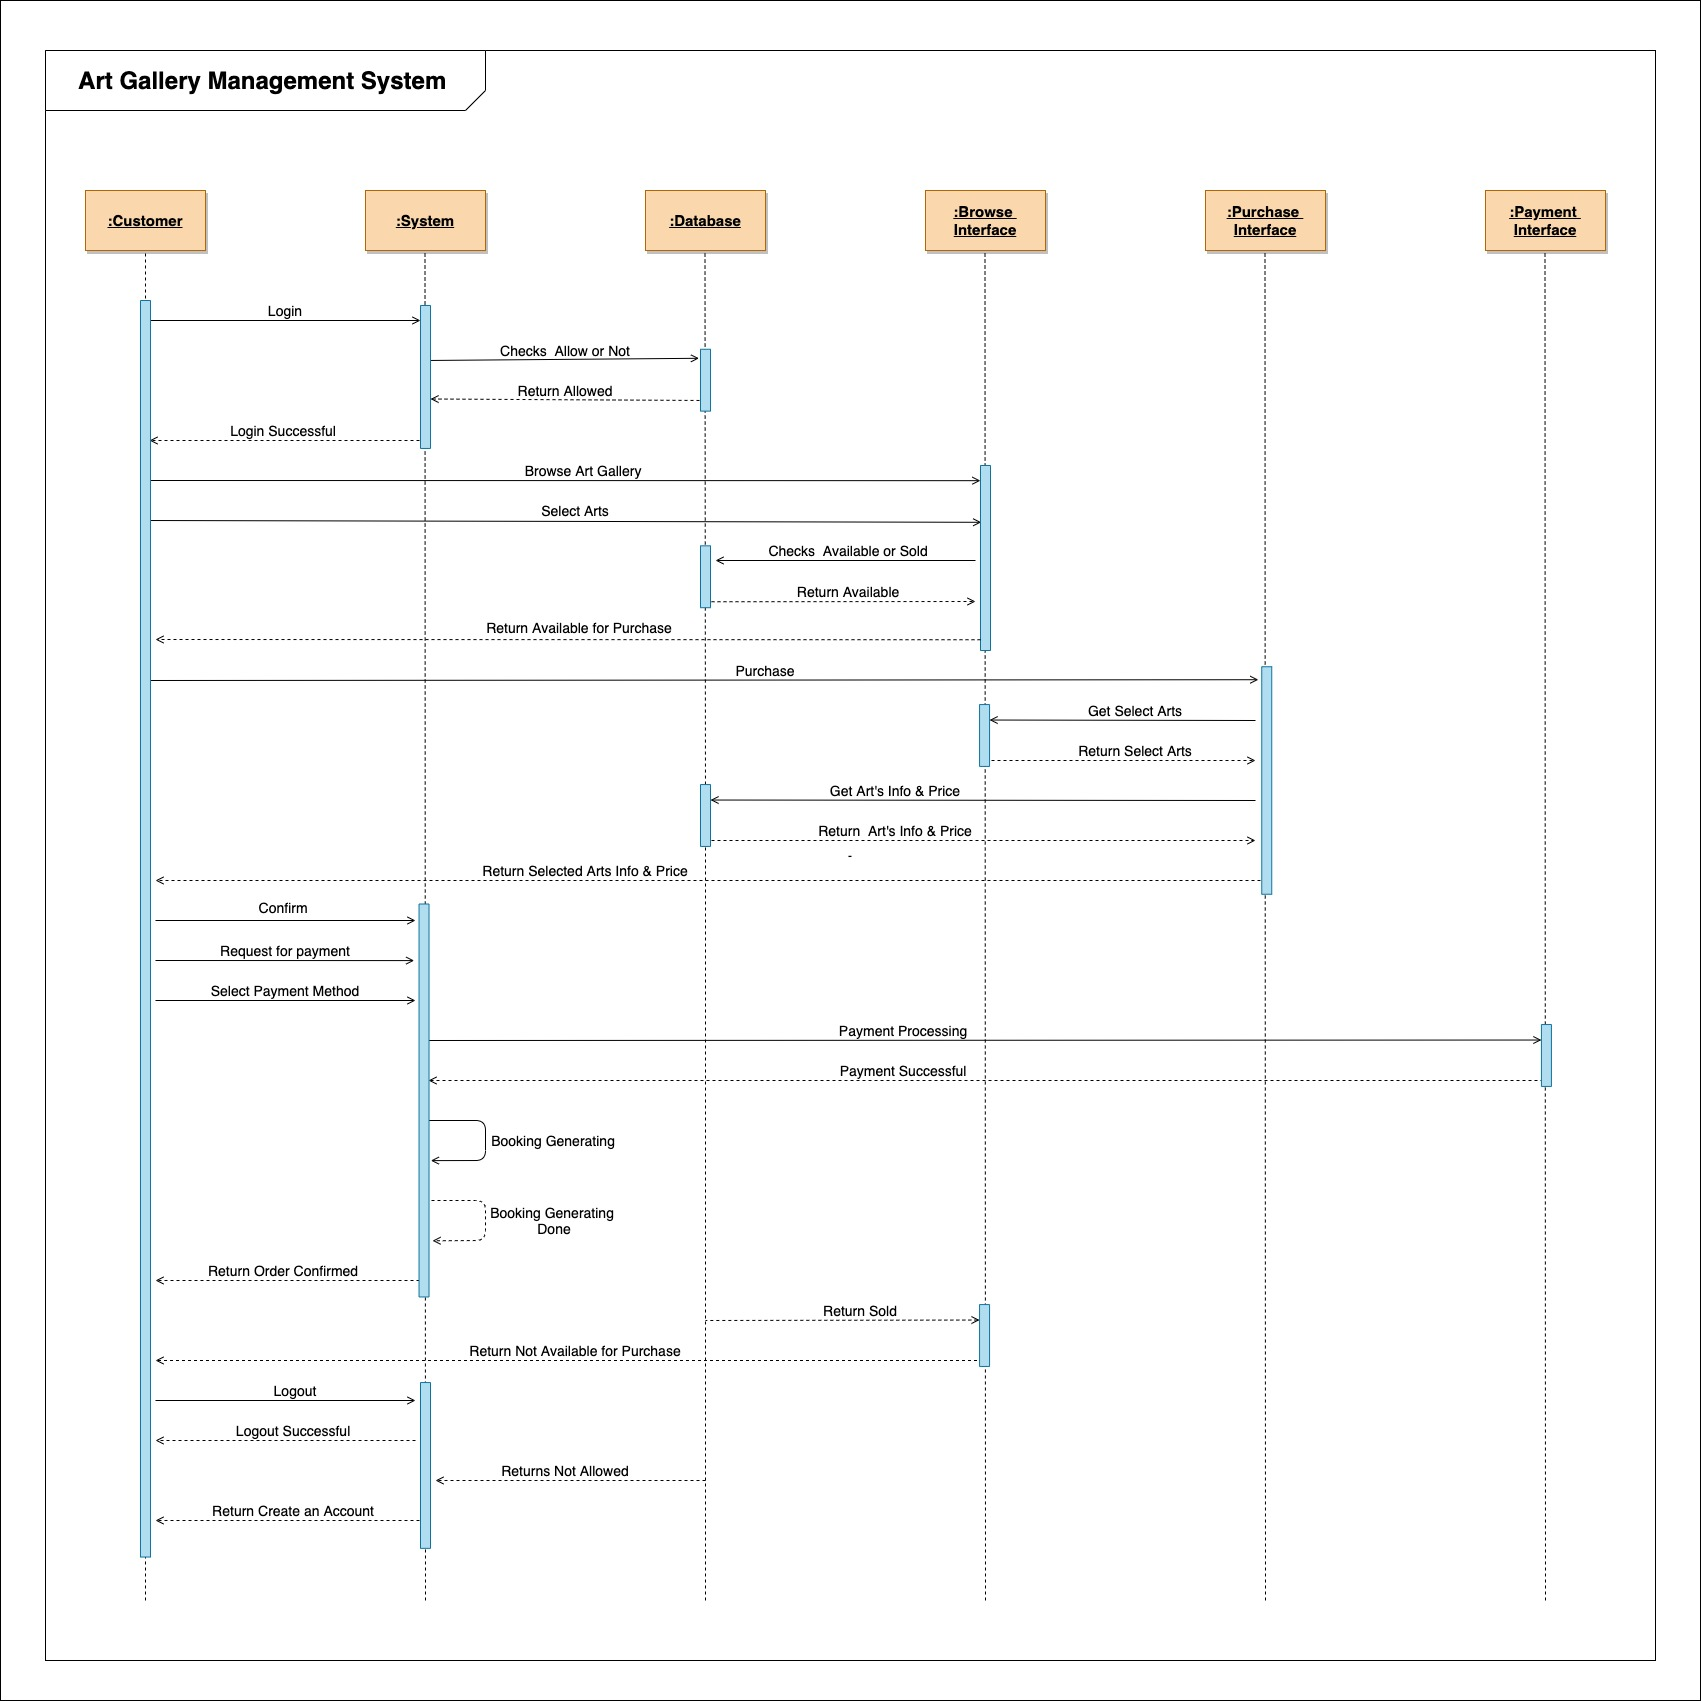 Art Gallery Management System
:Customer
:System
:Database
:Browse
Interface
:Purchase
Interface
:Payment
Interface
Login
Checks  Allow or Not
Return Allowed
Login Successful
Browse Art Gallery
Select Arts
Checks  Available or Sold
Return Available
Return Available for Purchase
Purchase
Get Select Arts
Return Select Arts
Get Art's Info & Price
Return  Art's Info & Price
-
Return Selected Arts Info & Price
Confirm
Request for payment
Select Payment Method
Payment Processing
Payment Successful
Booking Generating
Booking Generating
Done
Return Order Confirmed
Return Sold
Return Not Available for Purchase
Logout
Logout Successful
Returns Not Allowed
Return Create an Account